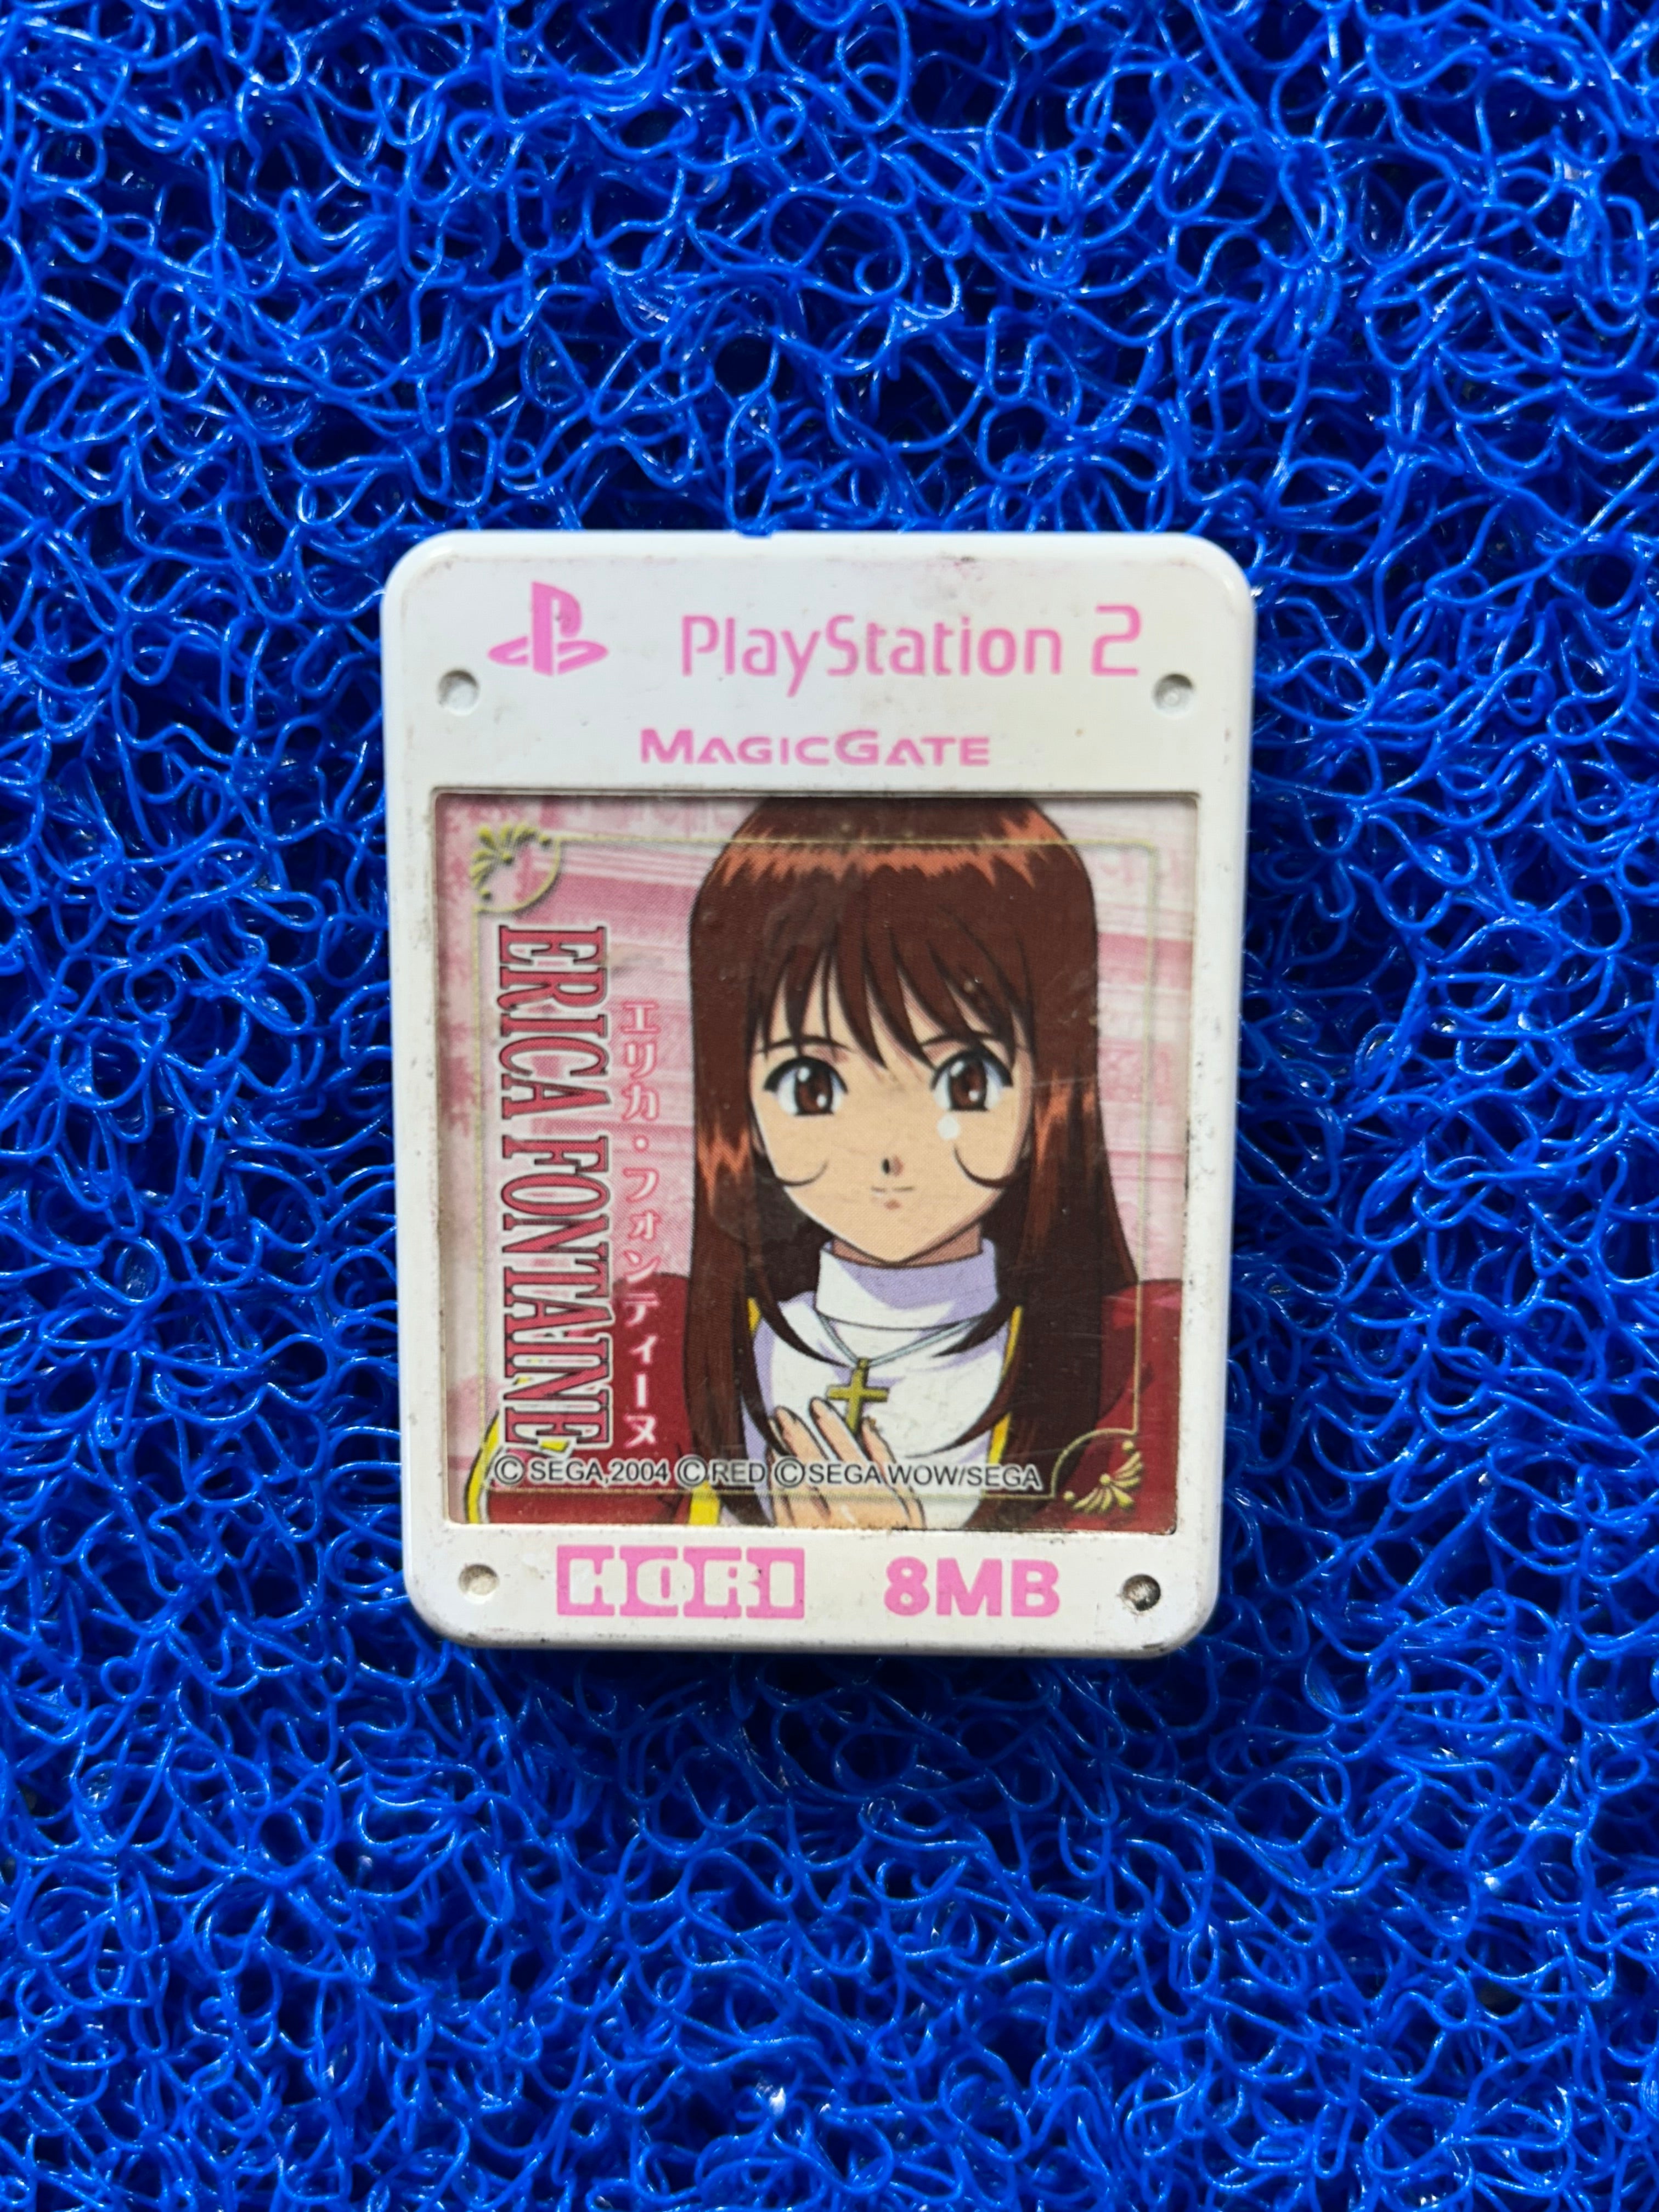 PlayStation 2
MAGICGATE
ERICA FONTAINE
エリカ・フォンティーヌ
© SEGA,2004 © RED © SEGA WOW/SEGA
HORI 8MB